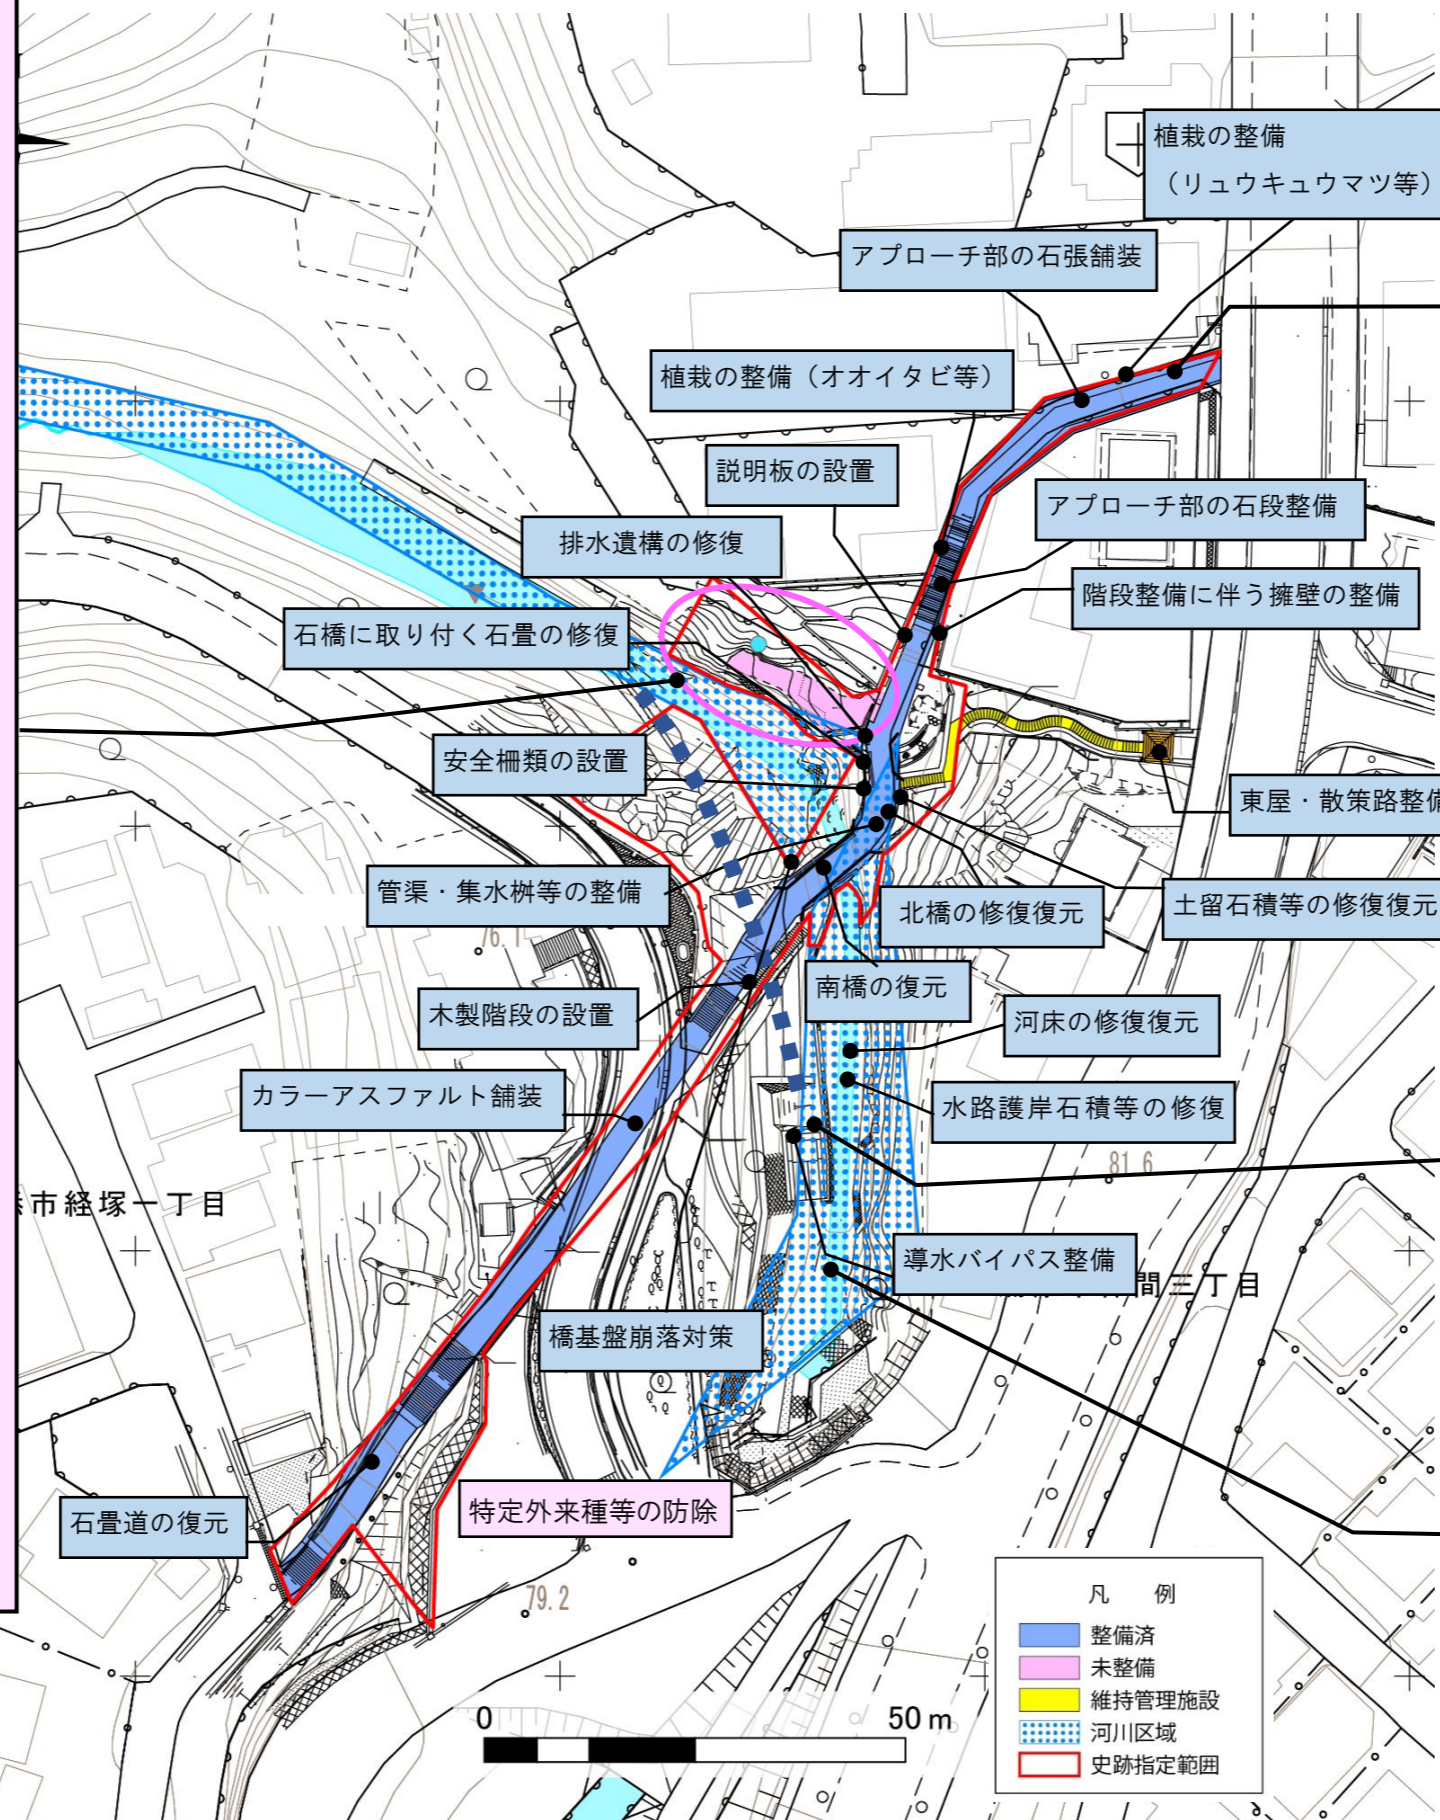 植栽の整備
（リュウキュウマツ等）
アプローチ部の石張舗装
植栽の整備（オオイタビ等）
説明板の設置
アプローチ部の石段整備
排水遺構の修復
階段整備に伴う擁壁の整備
石橋に取り付く石畳の修復
安全柵類の設置
東屋・散策路整備
管渠・集水桝等の整備
北橋の修復復元
土留石積等の修復復元
76.1
南橋の復元
木製階段の設置
河床の修復復元
カラーアスファルト舗装
水路護岸石積等の修復
81.6
市経塚一丁目
導水バイパス整備
間三丁目
橋基盤崩落対策
特定外来種等の防除
石畳道の復元
79.2
凡　例
整備済
未整備
維持管理施設
河川区域
史跡指定範囲
0
50 m